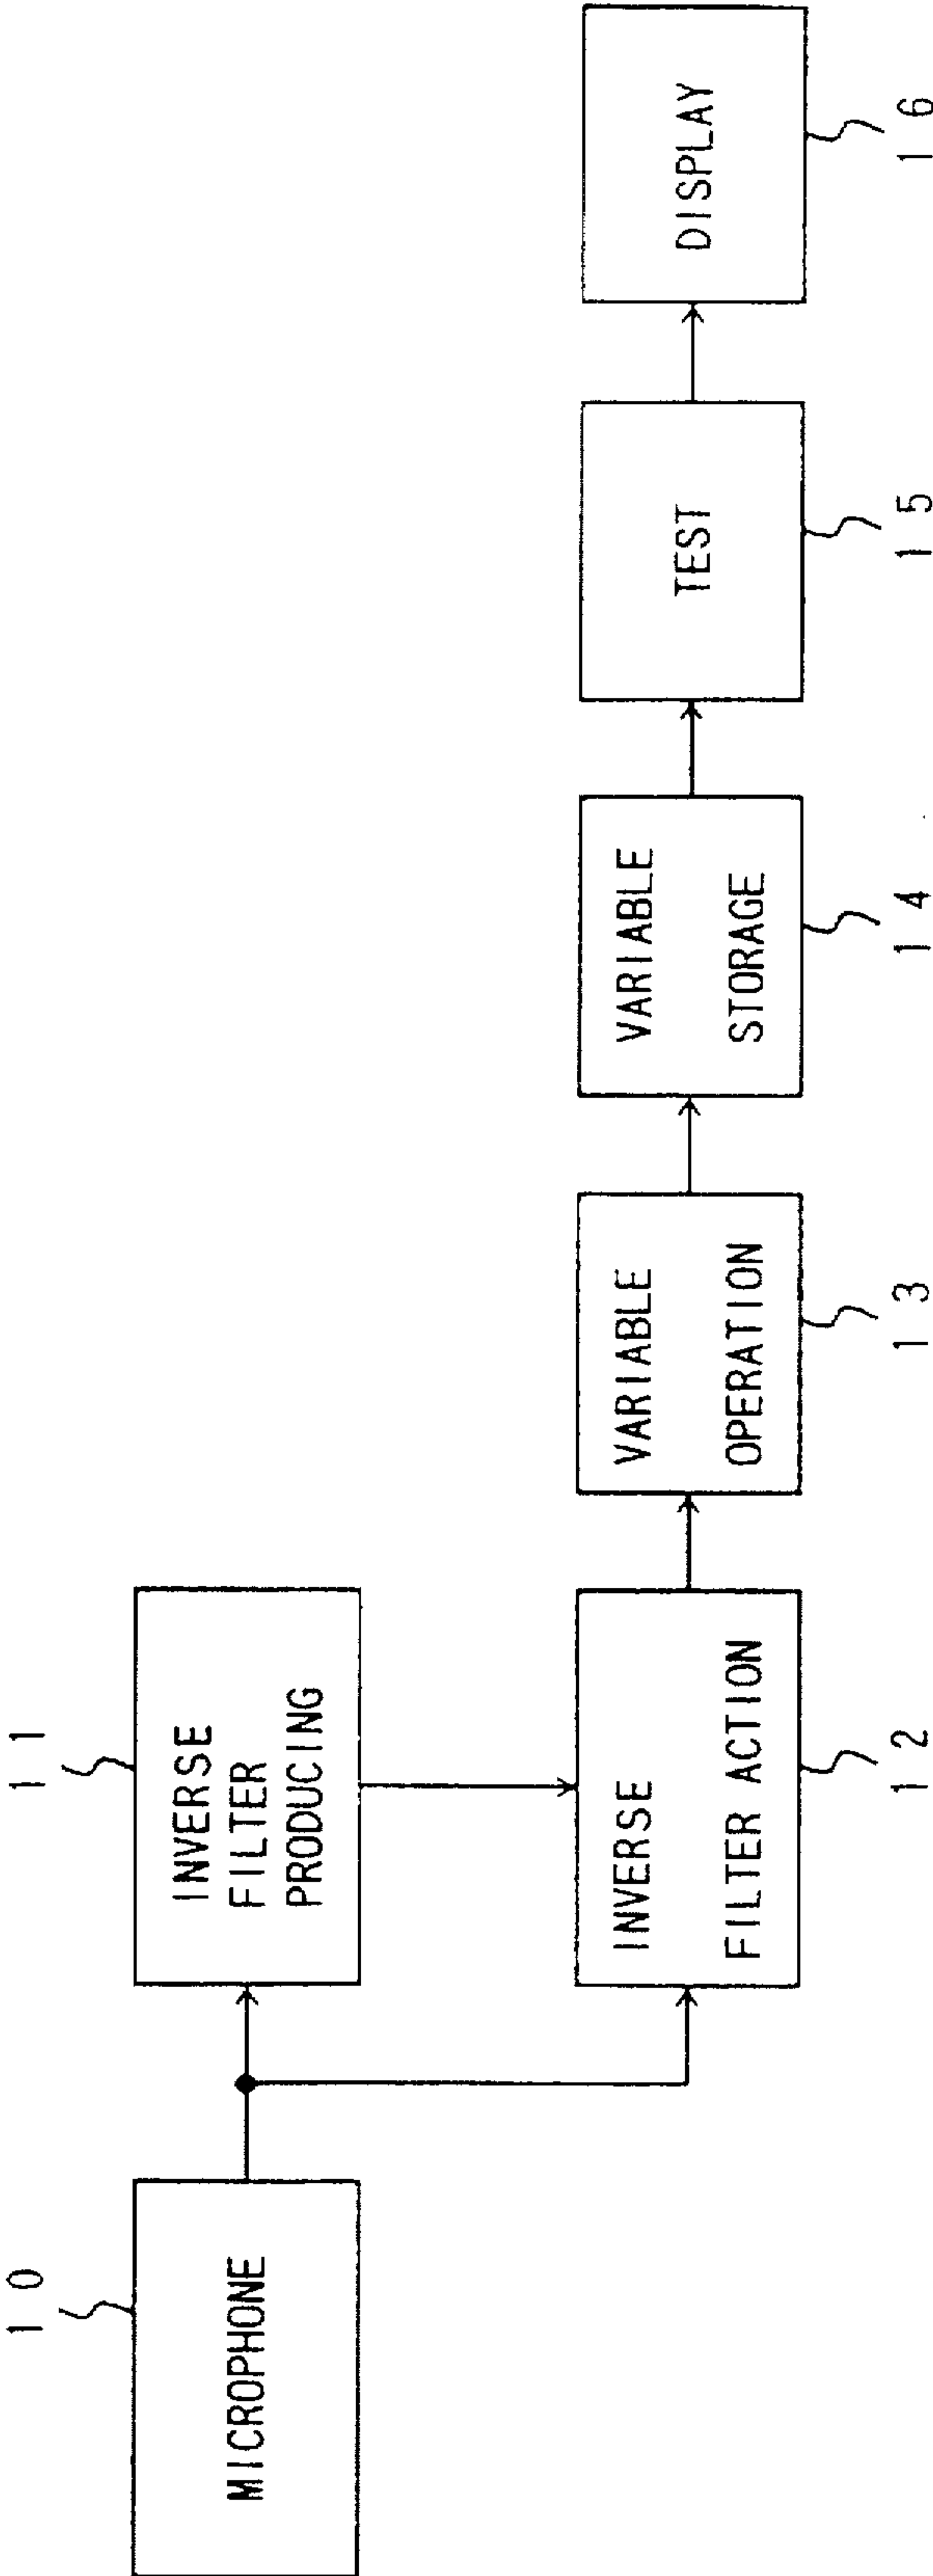 10
MICROPHONE
11
INVERSE
FILTER
PRODUCING
INVERSE
FILTER ACTION
12
VARIABLE
OPERATION
13
VARIABLE
STORAGE
14
TEST
15
DISPLAY
16